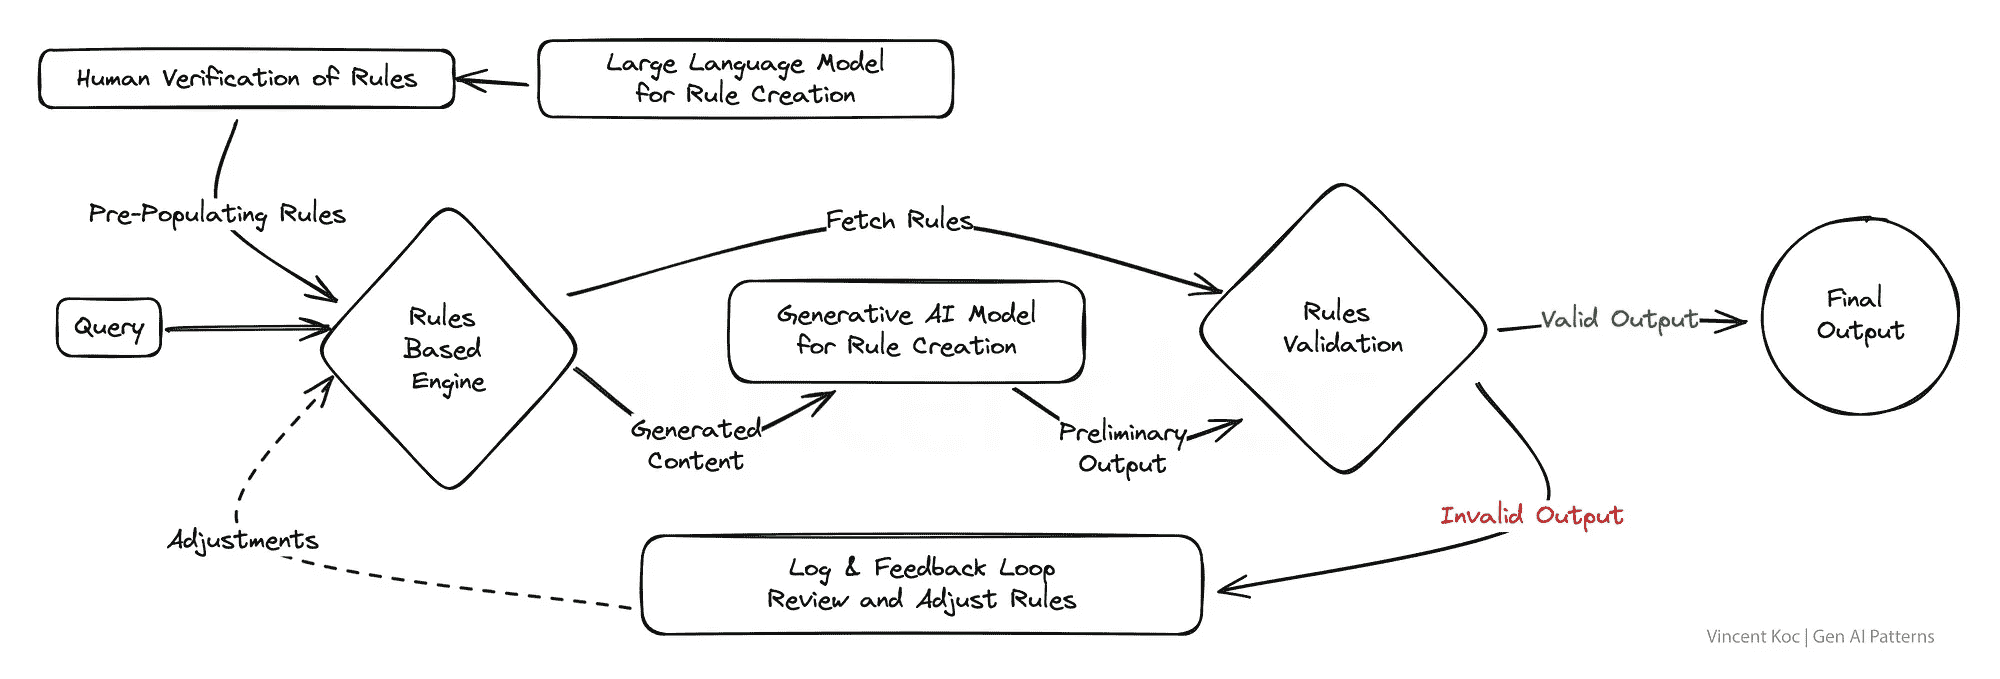 Human Verification of Rules
Large Language Model
for Rule Creation
Pre-Populating Rules
Fetch Rules
Query
Rules
Based
Engine
Generative AI Model
for Rule Creation
Rules
Validation
Valid Output
Final
Output
Generated
Content
Preliminary
Output
Invalid Output
Adjustments
Log & Feedback Loop
Review and Adjust Rules
Vincent Koc | Gen AI Patterns